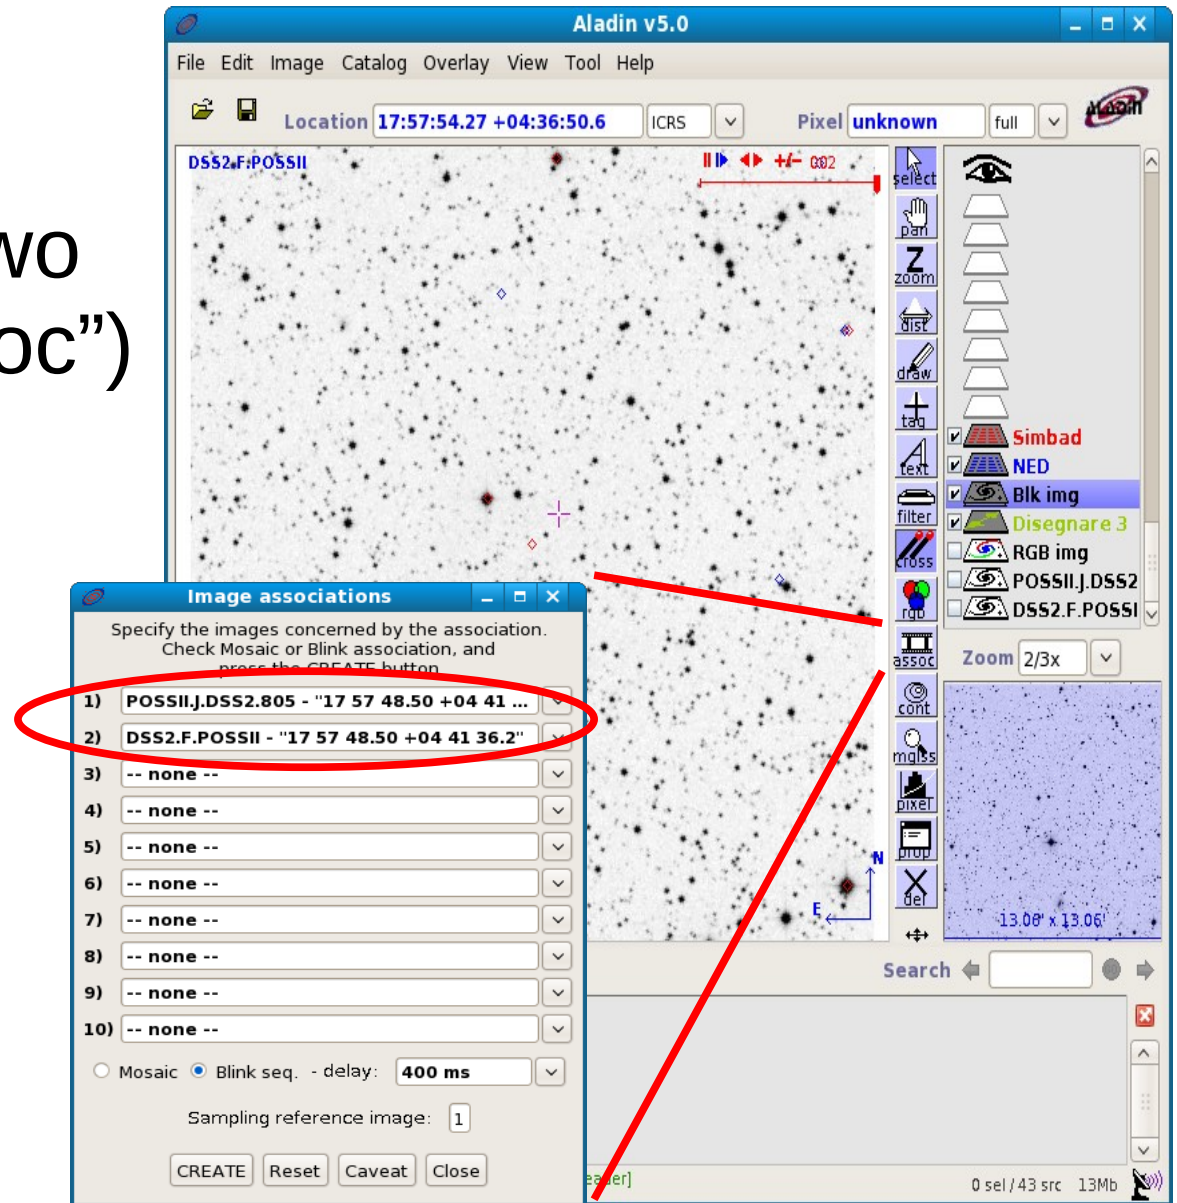 Aladin v5.0
File Edit Image Catalog Overlay View Tool Help
Location 17:57:54.27 +04:36:50.6 ICRS Pixel unknown full
Aladin
DSS2.F.POSSII
+/-
wo
oc”)
select
pan
zoom
dist
draw
tag
text
filter
cross
rgb
assoc
cont
mglss
pixel
prop
del
Simbad
NED
Blk img
Disegnare 3
RGB img
POSSII.J.DSS2
DSS2.F.POSSI
Zoom 2/3x
13.06' x 13.06'
N
E
Search
Image associations
Specify the images concerned by the association.
Check Mosaic or Blink association, and
press the CREATE button
1) POSSII.J.DSS2.805 - "17 57 48.50 +04 41 ...
2) DSS2.F.POSSII - "17 57 48.50 +04 41 36.2"
3) -- none --
4) -- none --
5) -- none --
6) -- none --
7) -- none --
8) -- none --
9) -- none --
10) -- none --
Mosaic Blink seq. - delay: 400 ms
Sampling reference image: 1
CREATE Reset Caveat Close
0 sel / 43 src 13Mb